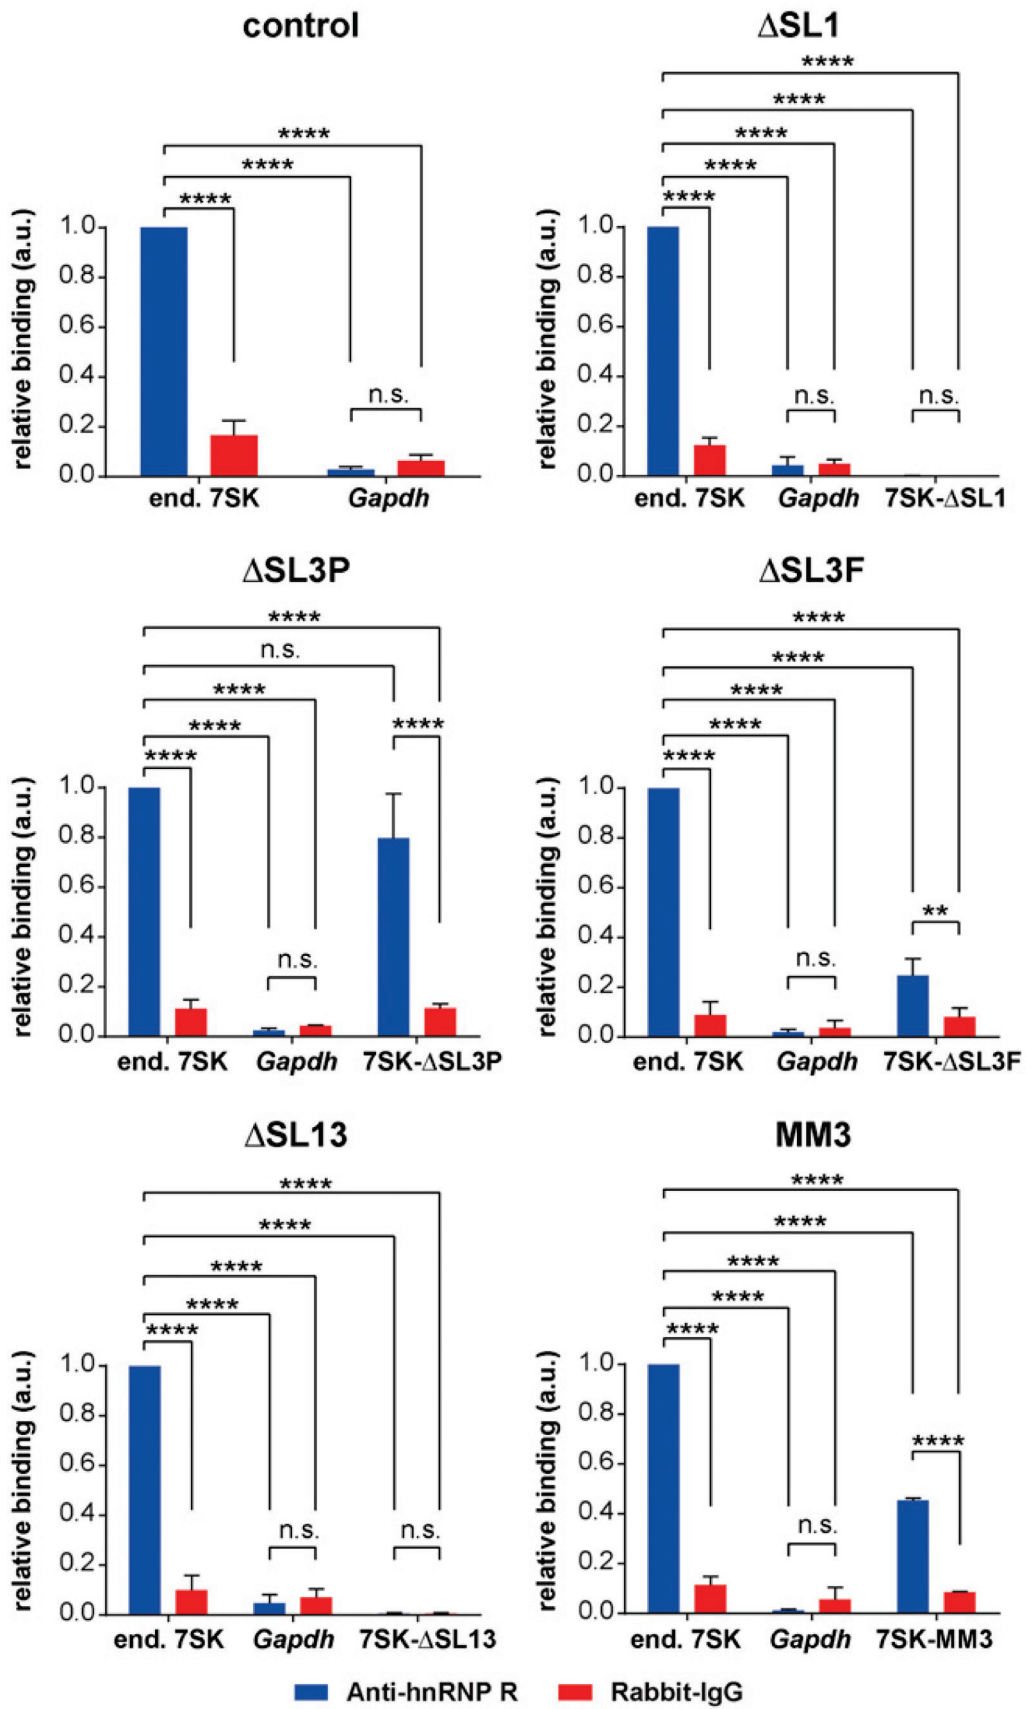 control
****
****
****
relative binding (a.u.)
1.0
0.8
0.6
0.4
0.2
0.0
n.s.
end. 7SK Gapdh
ΔSL1
****
****
****
****
****
relative binding (a.u.)
1.0
0.8
0.6
0.4
0.2
0.0
n.s. n.s.
end. 7SK Gapdh 7SK-ΔSL1
ΔSL3P
****
n.s.
****
**** ****
****
relative binding (a.u.)
1.0
0.8
0.6
0.4
0.2
0.0
n.s.
end. 7SK Gapdh 7SK-ΔSL3P
ΔSL3F
****
****
****
****
****
relative binding (a.u.)
1.0
0.8
0.6
0.4
0.2
0.0
**
n.s.
end. 7SK Gapdh 7SK-ΔSL3F
ΔSL13
****
****
****
****
****
relative binding (a.u.)
1.0
0.8
0.6
0.4
0.2
0.0
n.s. n.s.
end. 7SK Gapdh 7SK-ΔSL13
MM3
****
****
****
****
****
relative binding (a.u.)
1.0
0.8
0.6
0.4
0.2
0.0
****
n.s.
end. 7SK Gapdh 7SK-MM3
Anti-hnRNP R Rabbit-IgG